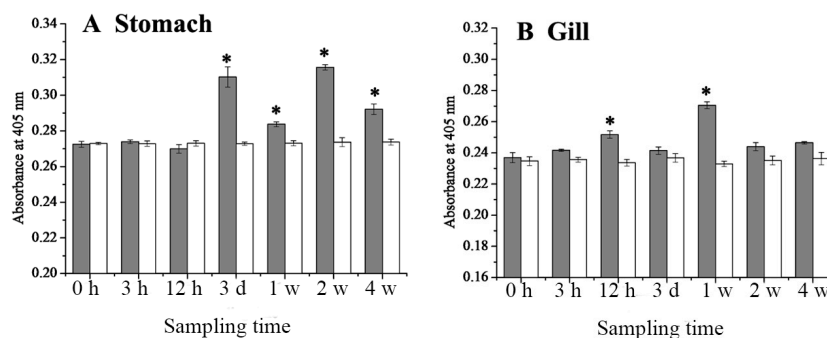 A Stomach
Absorbance at 405 nm
0.34
0.32
0.30
0.28
0.26
0.24
0.22
0.20
* * * *
0 h 3 h 12 h 3 d 1 w 2 w 4 w
Sampling time
B Gill
Absorbance at 405 nm
0.32
0.30
0.28
0.26
0.24
0.22
0.20
0.18
0.16
* *
0 h 3 h 12 h 3 d 1 w 2 w 4 w
Sampling time